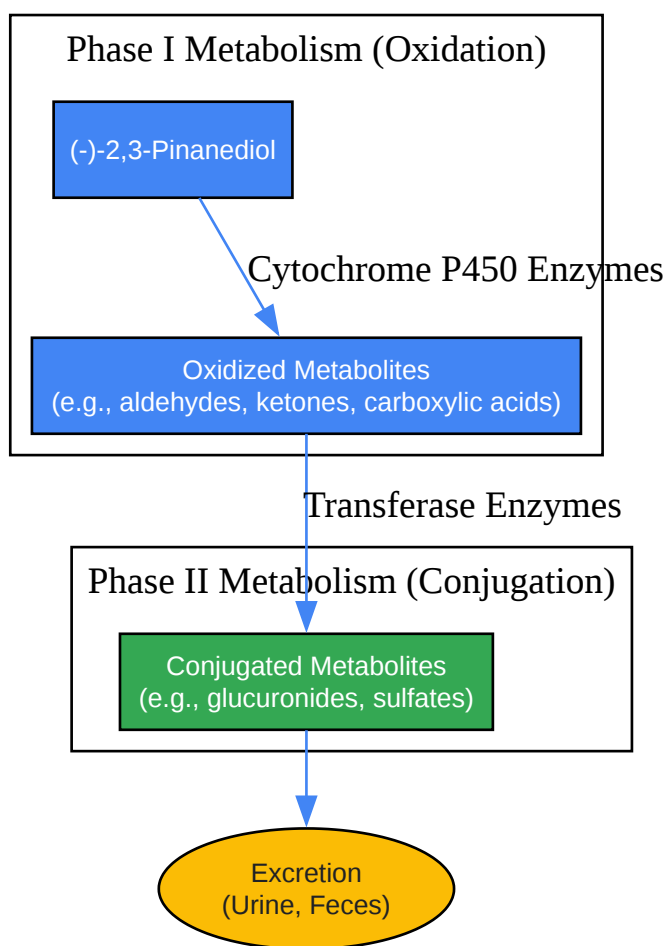 Phase I Metabolism (Oxidation)
(-)-2,3-Pinanediol
Cytochrome P450 Enzymes
Oxidized Metabolites
(e.g., aldehydes, ketones, carboxylic acids)
Transferase Enzymes
Phase II Metabolism (Conjugation)
Conjugated Metabolites
(e.g., glucuronides, sulfates)
Excretion
(Urine, Feces)